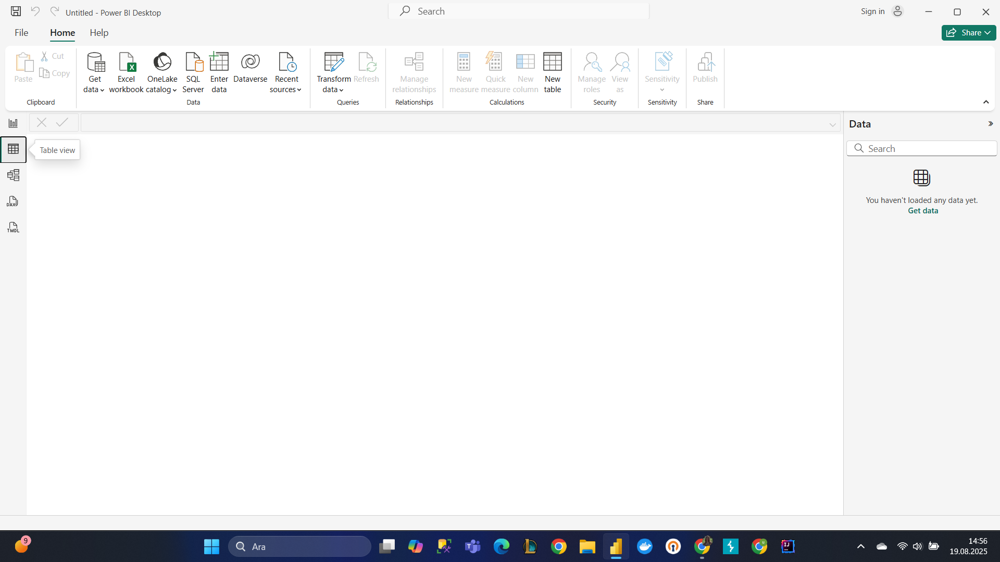 Untitled - Power BI Desktop
Search
Sign in
File
Home
Help
Share
Paste
Cut
Copy
Clipboard
Get data
Excel workbook
OneLake catalog
SQL Server
Enter data
Dataverse
Recent sources
Data
Transform data
Refresh
Queries
Manage relationships
Relationships
New measure
Quick measure
New column
New table
Calculations
Manage roles
View as
Security
Sensitivity
Sensitivity
Publish
Share
Data
Search
You haven't loaded any data yet.
Get data
Table view
DAX
TMDL
9
Ara
14:56
19.08.2025